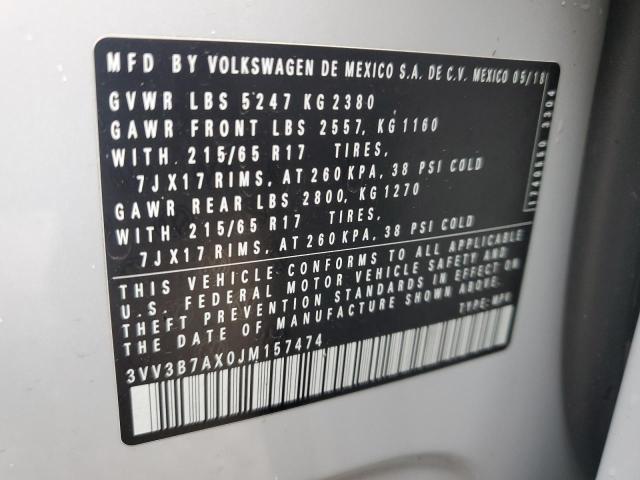 MFD BY VOLKSWAGEN DE MEXICO S.A. DE C.V. MEXICO 05/18
GVWR LBS 5247 KG 2380
GAWR FRONT LBS 2557, KG 1160
WITH 215/65 R17 TIRES,
7JX17 RIMS, AT 260 KPA, 38 PSI COLD
GAWR REAR LBS 2800, KG 1270
WITH 215/65 R17 TIRES,
7JX17 RIMS, AT 260 KPA, 38 PSI COLD
THIS VEHICLE CONFORMS TO ALL APPLICABLE
U.S. FEDERAL MOTOR VEHICLE SAFETY AND
THEFT PREVENTION STANDARDS IN EFFECT ON
THE DATE OF MANUFACTURE SHOWN ABOVE.
3VV3B7AX0JM157474
TYPE: MPV
3304